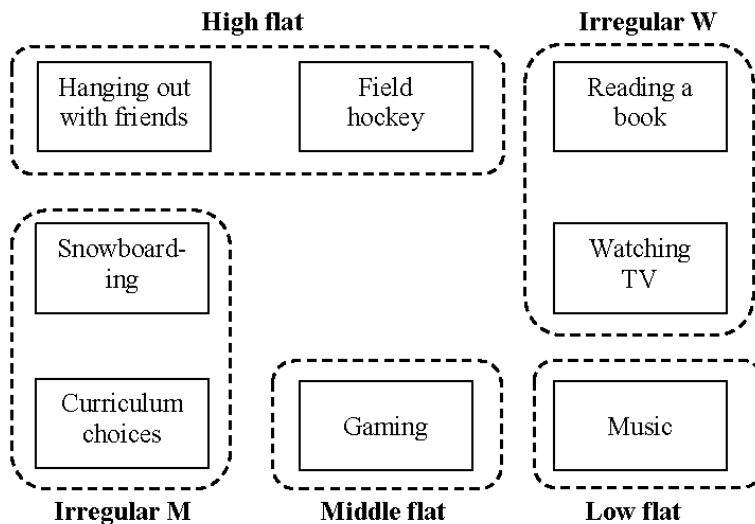 High flat
Irregular W
Hanging out
with friends
Field
hockey
Reading a
book
Snowboard-
ing
Watching
TV
Curriculum
choices
Gaming
Music
Irregular M
Middle flat
Low flat